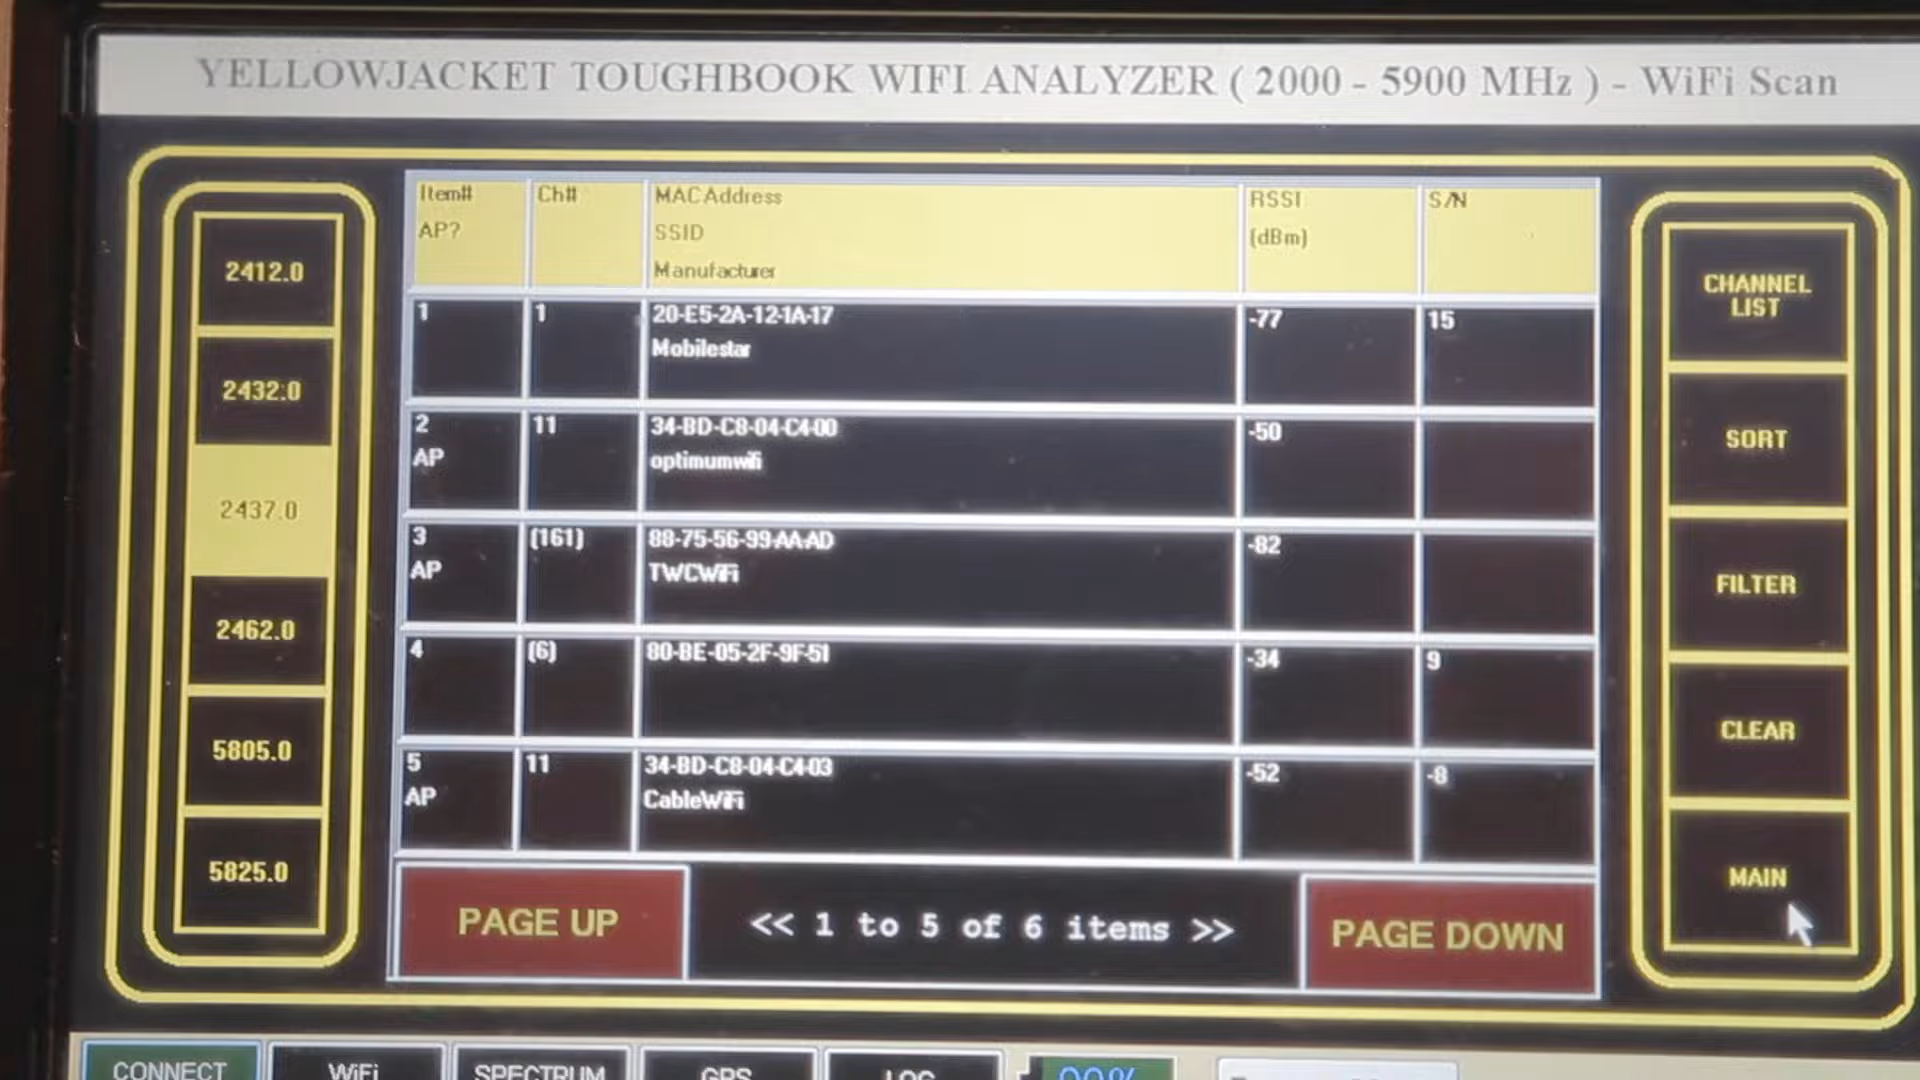 YELLOWJACKET TOUGHBOOK WIFI ANALYZER ( 2000 - 5900 MHz ) - WiFi Scan
2412.0
2432.0
2437.0
2462.0
5805.0
5825.0
Item# Ch# MAC Address RSSI S/N
AP? SSID (dBm)
Manufacturer
1 1 20-E5-2A-12-1A-17 -77 15
Mobilestar
2 11 34-BD-C8-04-C4-00 -50
AP optimumwifi
3 (161) 88-75-56-99-AA-AD -82
AP TWCWiFi
4 (6) 80-BE-05-2F-9F-51 -34 9
5 11 34-BD-C8-04-C4-03 -52 -8
AP CableWiFi
PAGE UP << 1 to 5 of 6 items >> PAGE DOWN
CHANNEL
LIST
SORT
FILTER
CLEAR
MAIN
CONNECT WiFi SPECTRUM GPS LOG 99%